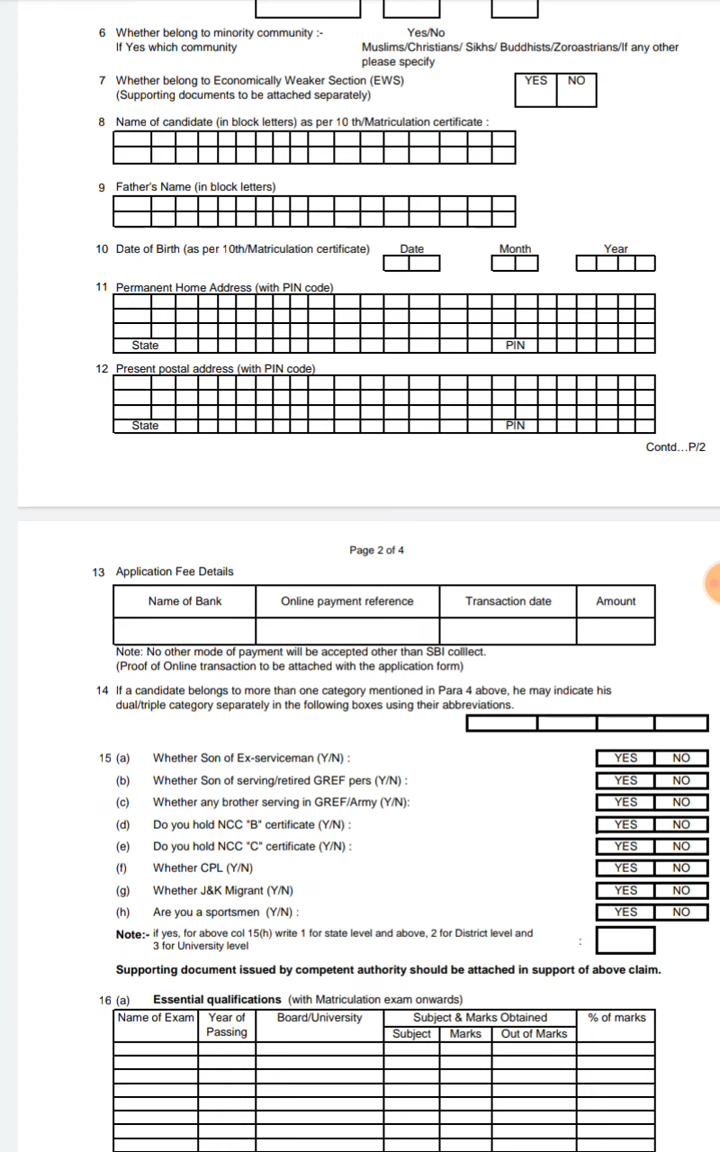 6 Whether belong to minority community :- Yes/No
If Yes which community Muslims/Christians/ Sikhs/ Buddhists/Zoroastrians/If any other
please specify
7 Whether belong to Economically Weaker Section (EWS) YES NO
(Supporting documents to be attached separately)
8 Name of candidate (in block letters) as per 10 th/Matriculation certificate :
9 Father's Name (in block letters)
10 Date of Birth (as per 10th/Matriculation certificate) Date Month Year
11 Permanent Home Address (with PIN code)
State PIN
12 Present postal address (with PIN code)
State PIN
Contd...P/2
Page 2 of 4
13 Application Fee Details
Name of Bank Online payment reference Transaction date Amount
Note: No other mode of payment will be accepted other than SBI colllect.
(Proof of Online transaction to be attached with the application form)
14 If a candidate belongs to more than one category mentioned in Para 4 above, he may indicate his
dual/triple category separately in the following boxes using their abbreviations.
15 (a) Whether Son of Ex-serviceman (Y/N) : YES NO
(b) Whether Son of serving/retired GREF pers (Y/N) : YES NO
(c) Whether any brother serving in GREF/Army (Y/N): YES NO
(d) Do you hold NCC "B" certificate (Y/N) : YES NO
(e) Do you hold NCC "C" certificate (Y/N) : YES NO
(f) Whether CPL (Y/N) YES NO
(g) Whether J&K Migrant (Y/N) YES NO
(h) Are you a sportsmen (Y/N) : YES NO
Note:- if yes, for above col 15(h) write 1 for state level and above, 2 for District level and
3 for University level :
Supporting document issued by competent authority should be attached in support of above claim.
16 (a) Essential qualifications (with Matriculation exam onwards)
Name of Exam Year of Board/University Subject & Marks Obtained % of marks
Passing Subject Marks Out of Marks